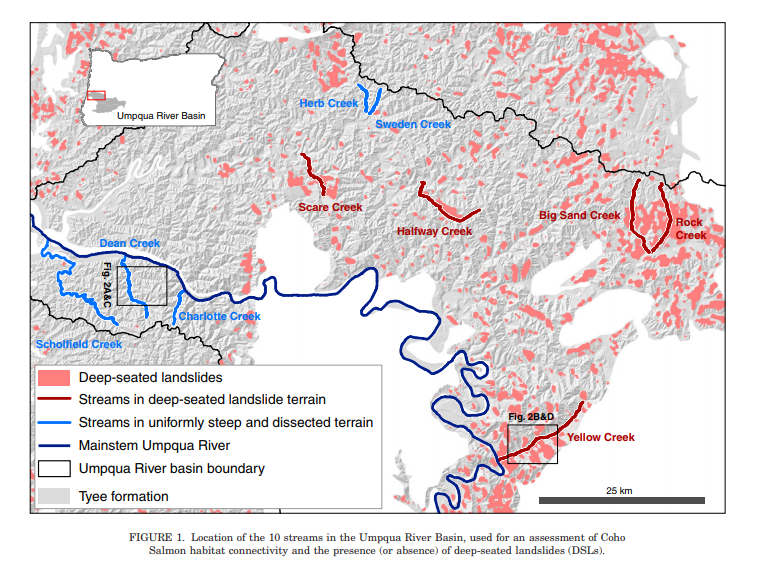 Umpqua River Basin
Herb Creek
Sweden Creek
Scare Creek
Halfway Creek
Big Sand Creek
Rock
Creek
Dean Creek
Fig. 2A&C
Charlotte Creek
Scholfield Creek
Deep-seated landslides
Streams in deep-seated landslide terrain
Streams in uniformly steep and dissected terrain
Mainstem Umpqua River
Umpqua River basin boundary
Tyee formation
Fig. 2B&D
Yellow Creek
25 km
FIGURE 1. Location of the 10 streams in the Umpqua River Basin, used for an assessment of Coho
Salmon habitat connectivity and the presence (or absence) of deep-seated landslides (DSLs).